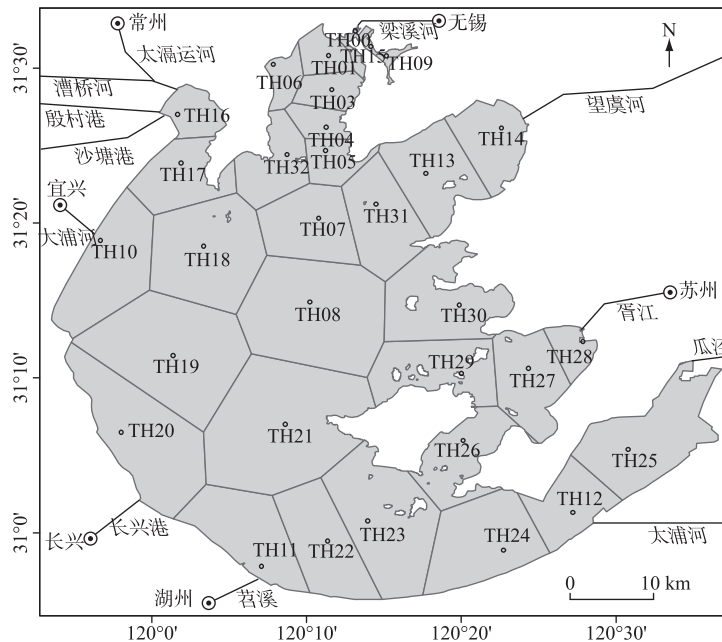 常州
梁溪河
无锡
N
太滆运河
TH00
TH15
TH01
TH09
31°30'
TH06
漕桥河
TH03
望虞河
殷村港
TH16
TH04
TH14
沙塘港
TH05
TH13
TH32
TH17
宜兴
31°20'
TH31
TH07
大浦河
TH10
TH18
苏州
TH08
TH30
胥江
瓜泾
TH29
TH28
31°10'
TH19
TH27
TH20
TH21
TH26
TH25
TH12
31°0'
长兴
长兴港
TH11
TH22
TH23
TH24
太浦河
0 10 km
湖州
苕溪
120°0' 120°10' 120°20' 120°30'